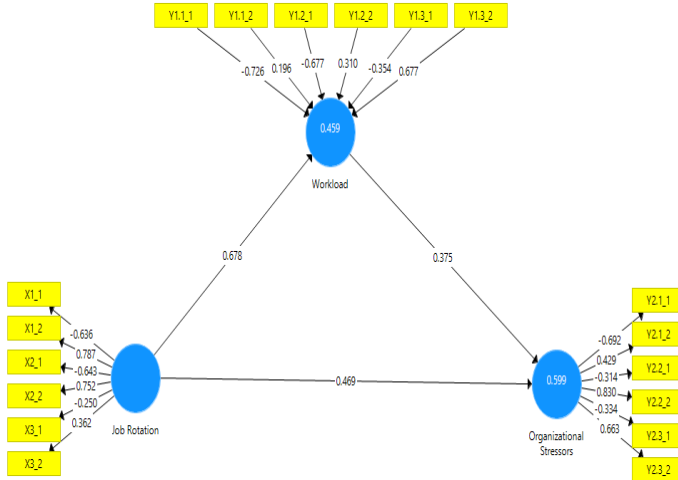 Y1.1_1
Y1.1_2
Y1.2_1
Y1.2_2
Y1.3_1
Y1.3_2
-0.726
0.196
-0.677
0.310
-0.354
0.677
0.459
Workload
0.678
0.375
X1_1
X1_2
X2_1
X2_2
X3_1
X3_2
-0.636
0.787
-0.643
0.752
-0.250
0.362
Job Rotation
0.469
0.599
Organizational
Stressors
-0.692
0.429
-0.314
0.830
-0.334
0.663
Y2.1_1
Y2.1_2
Y2.2_1
Y2.2_2
Y2.3_1
Y2.3_2